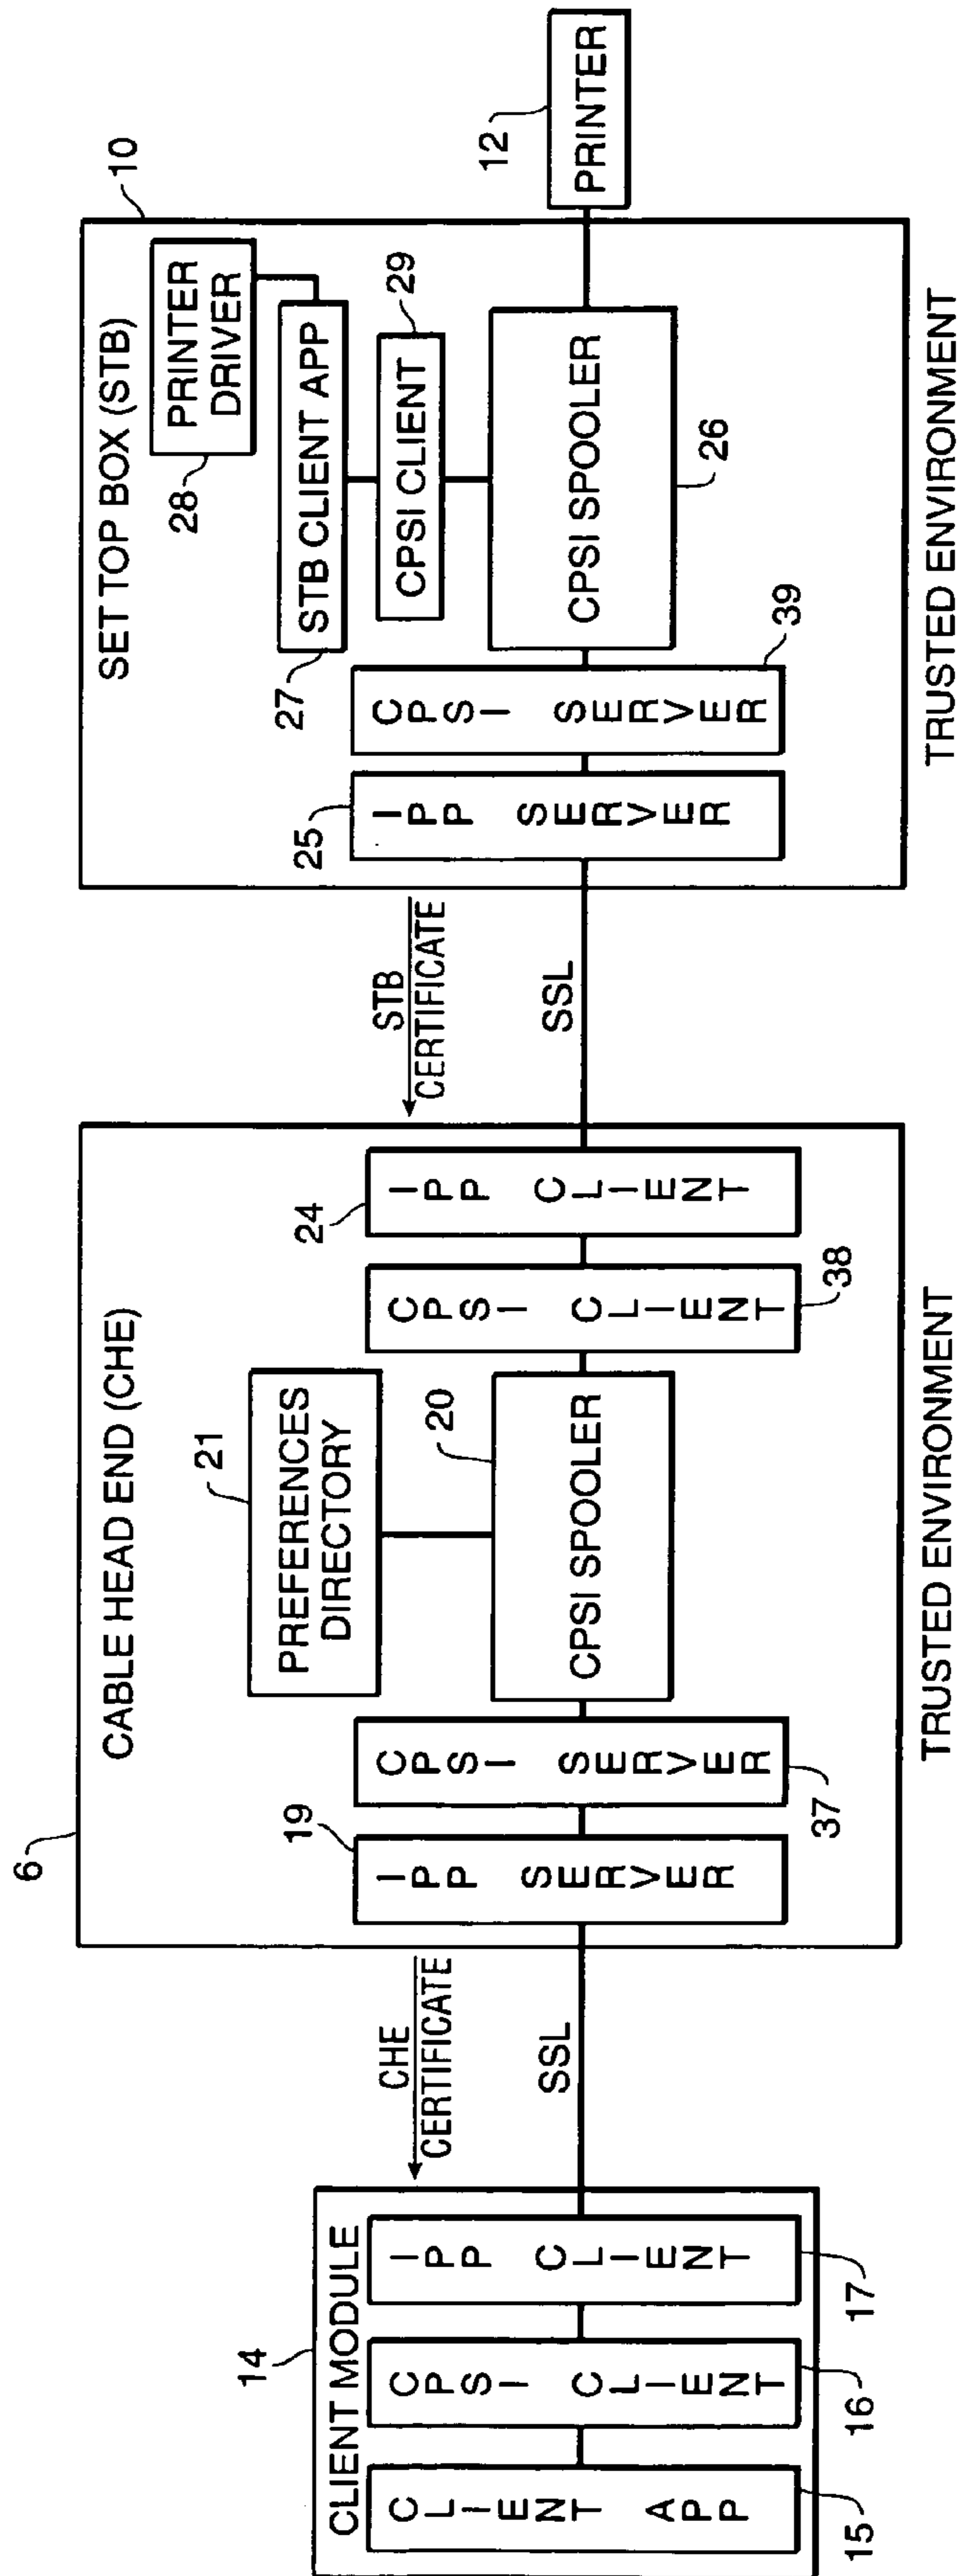 14
CLIENT MODULE
CLIENT APP
15
CPSI CLIENT
16
IPP CLIENT
17
CHE
CERTIFICATE
SSL
6
CABLE HEAD END (CHE)
19
IPP SERVER
CPSI SERVER
37
21
PREFERENCES
DIRECTORY
20
CPSI SPOOLER
CPSI CLIENT
38
24
IPP CLIENT
TRUSTED ENVIRONMENT
STB
CERTIFICATE
SSL
10
SET TOP BOX (STB)
25
IPP SERVER
CPSI SERVER
39
27
STB CLIENT APP
28
PRINTER
DRIVER
CPSI CLIENT
29
CPSI SPOOLER
26
TRUSTED ENVIRONMENT
12
PRINTER